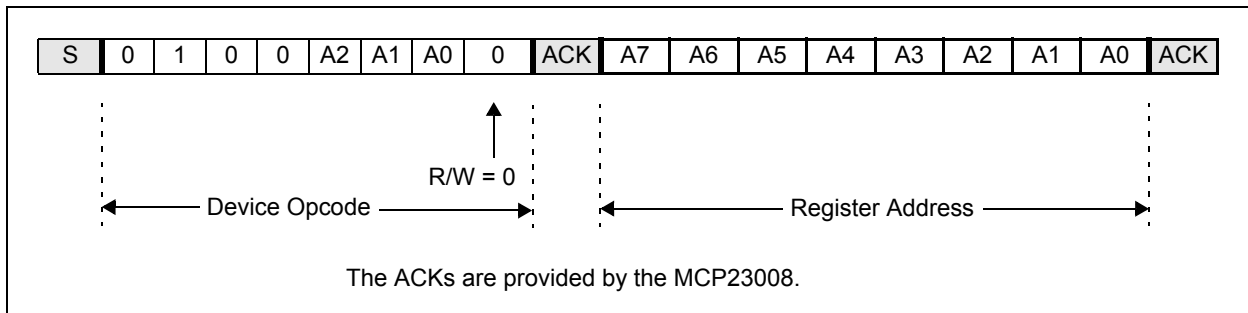 S 0 1 0 0 A2 A1 A0 0 ACK A7 A6 A5 A4 A3 A2 A1 A0 ACK
R/W = 0
Device Opcode Register Address
The ACKs are provided by the MCP23008.